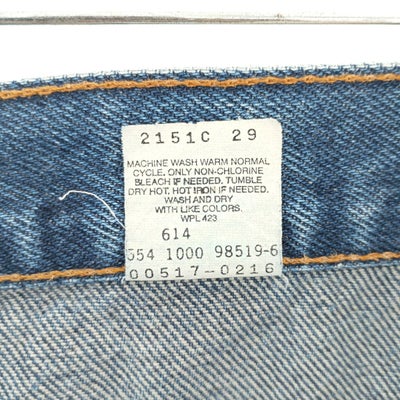 2151C 29
MACHINE WASH WARM NORMAL
CYCLE. ONLY NON-CHLORINE
BLEACH IF NEEDED. TUMBLE
DRY HOT. HOT IRON IF NEEDED.
WASH AND DRY
WITH LIKE COLORS.
WPL 423
614
554 1000 98519-6
00517-0216